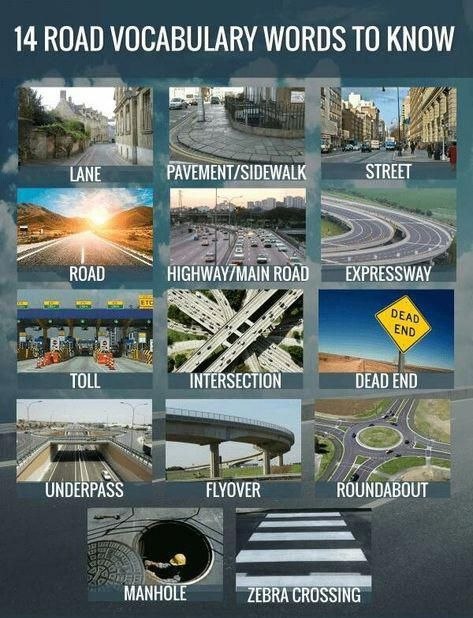 14 ROAD VOCABULARY WORDS TO KNOW
LANE
PAVEMENT/SIDEWALK
STREET
ROAD
HIGHWAY/MAIN ROAD
EXPRESSWAY
ETC
TOLL
INTERSECTION
DEAD
END
DEAD END
UNDERPASS
FLYOVER
ROUNDABOUT
MANHOLE
ZEBRA CROSSING